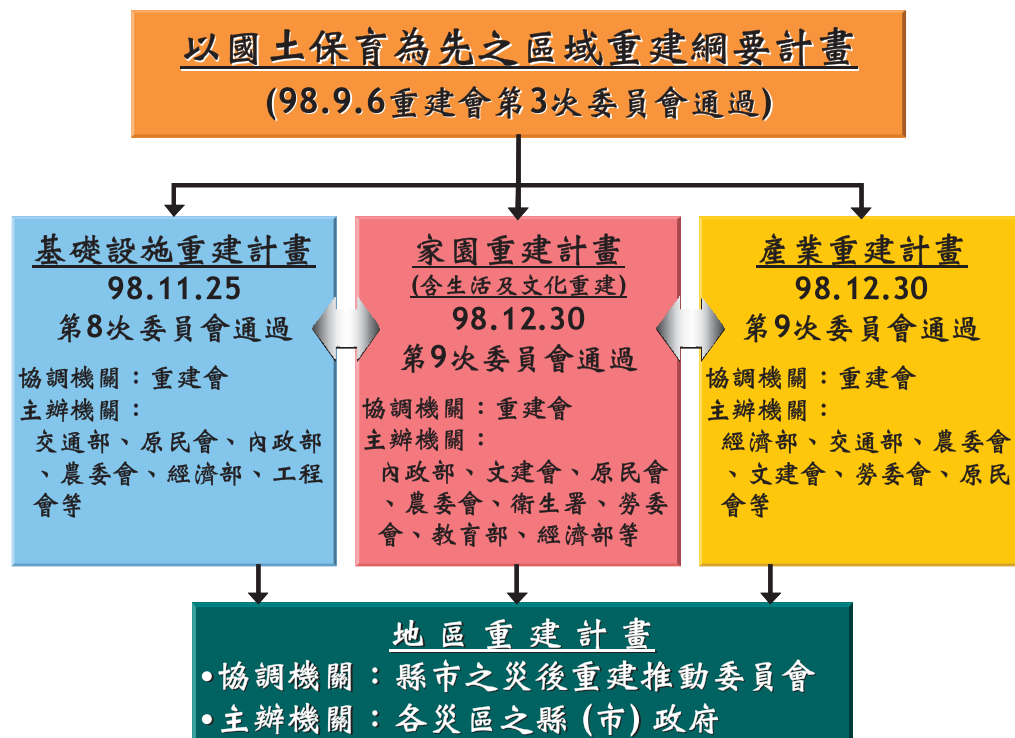 以國土保育為先之區域重建綱要計畫
(98.9.6重建會第3次委員會通過)
基礎設施重建計畫
98.11.25
第8次委員會通過
協調機關：重建會
主辦機關：
交通部、原民會、內政部
、農委會、經濟部、工程
會等
家園重建計畫
(含生活及文化重建)
98.12.30
第9次委員會通過
協調機關：重建會
主辦機關：
內政部、文建會、原民會
、農委會、衛生署、勞委
會、教育部、經濟部等
產業重建計畫
98.12.30
第9次委員會通過
協調機關：重建會
主辦機關：
經濟部、交通部、農委會
、文建會、勞委會、原民
會等
地區重建計畫
•協調機關：縣市之災後重建推動委員會
•主辦機關：各災區之縣(市)政府